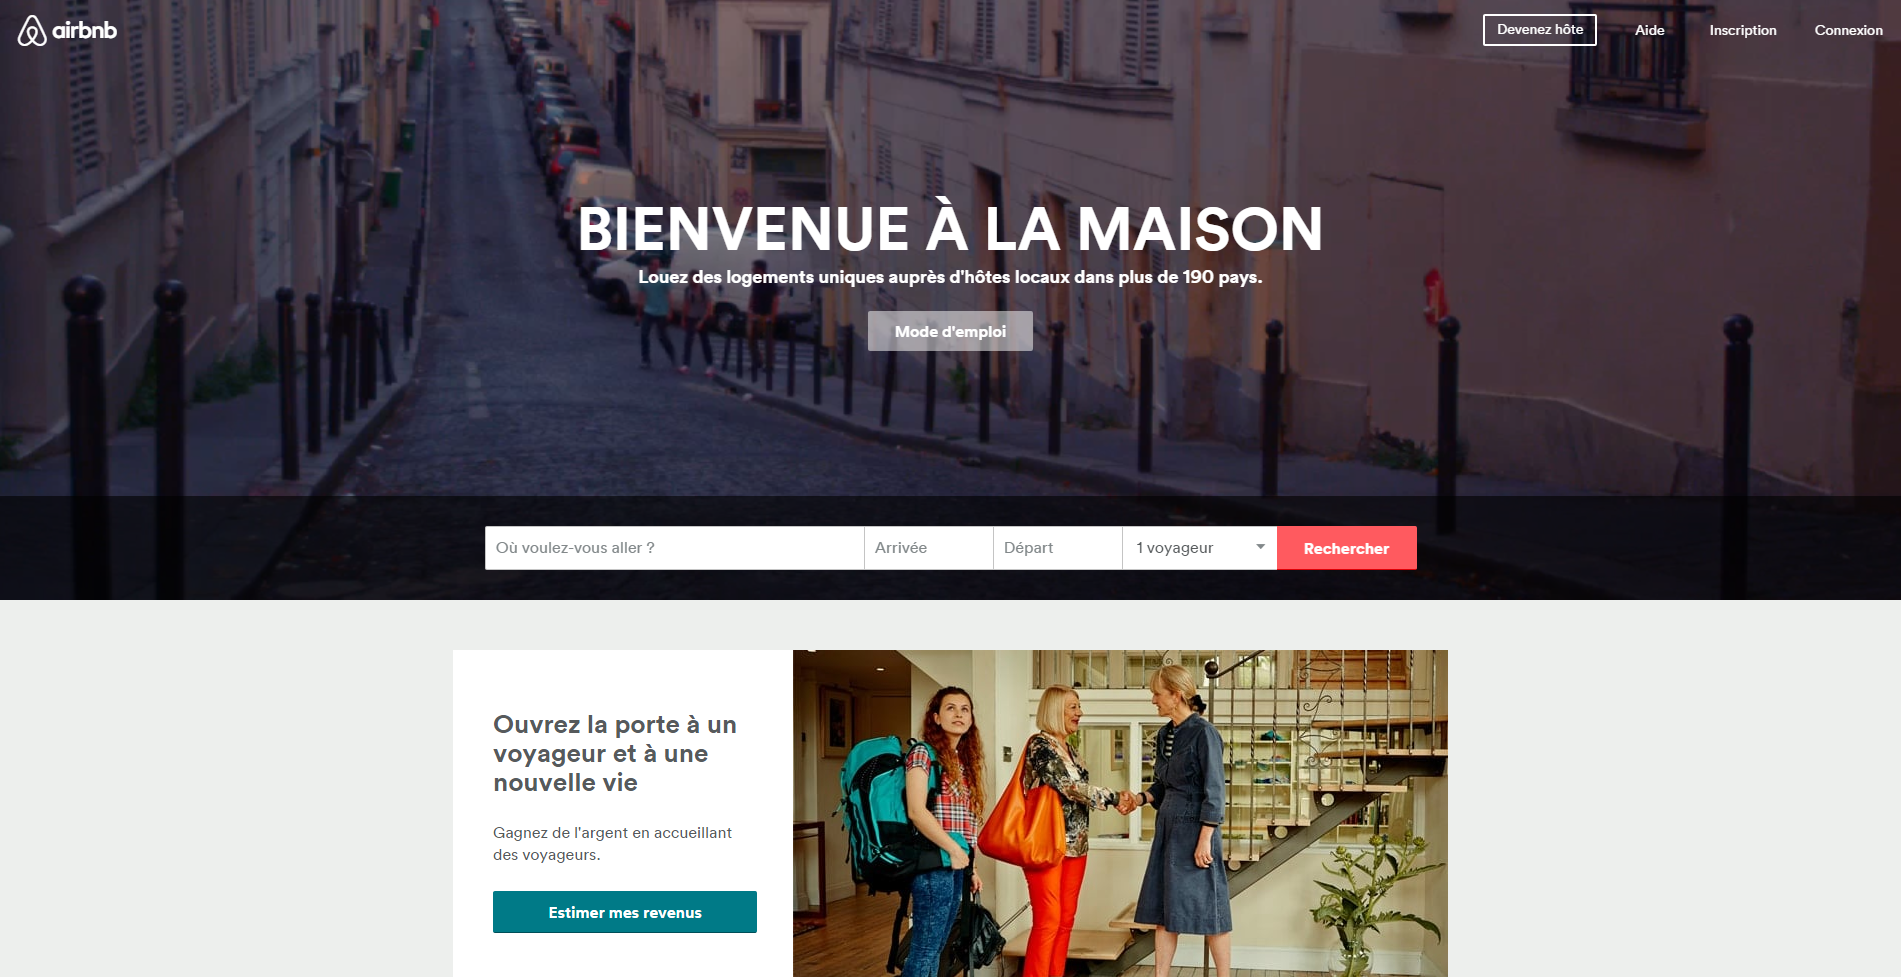 airbnb
Devenez hôte
Aide
Inscription
Connexion
BIENVENUE À LA MAISON
Louez des logements uniques auprès d'hôtes locaux dans plus de 190 pays.
Mode d'emploi
Où voulez-vous aller ?
Arrivée
Départ
1 voyageur
Rechercher
Ouvrez la porte à un
voyageur et à une
nouvelle vie
Gagnez de l'argent en accueillant
des voyageurs.
Estimer mes revenus